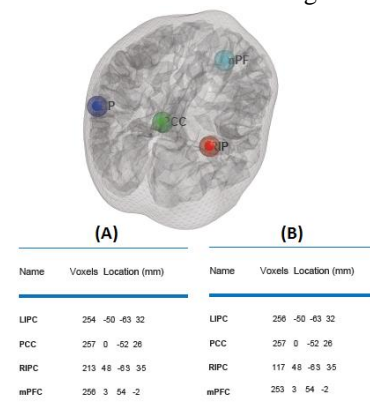 mPF
P
CC
RIP
(A) (B)
Name Voxels Location (mm) Name Voxels Location (mm)
LIPC 254 -50 -63 32 LIPC 256 -50 -63 32
PCC 257 0 -52 26 PCC 257 0 -52 26
RIPC 213 48 -63 35 RIPC 117 48 -63 35
mPFC 256 3 54 -2 mPFC 253 3 54 -2